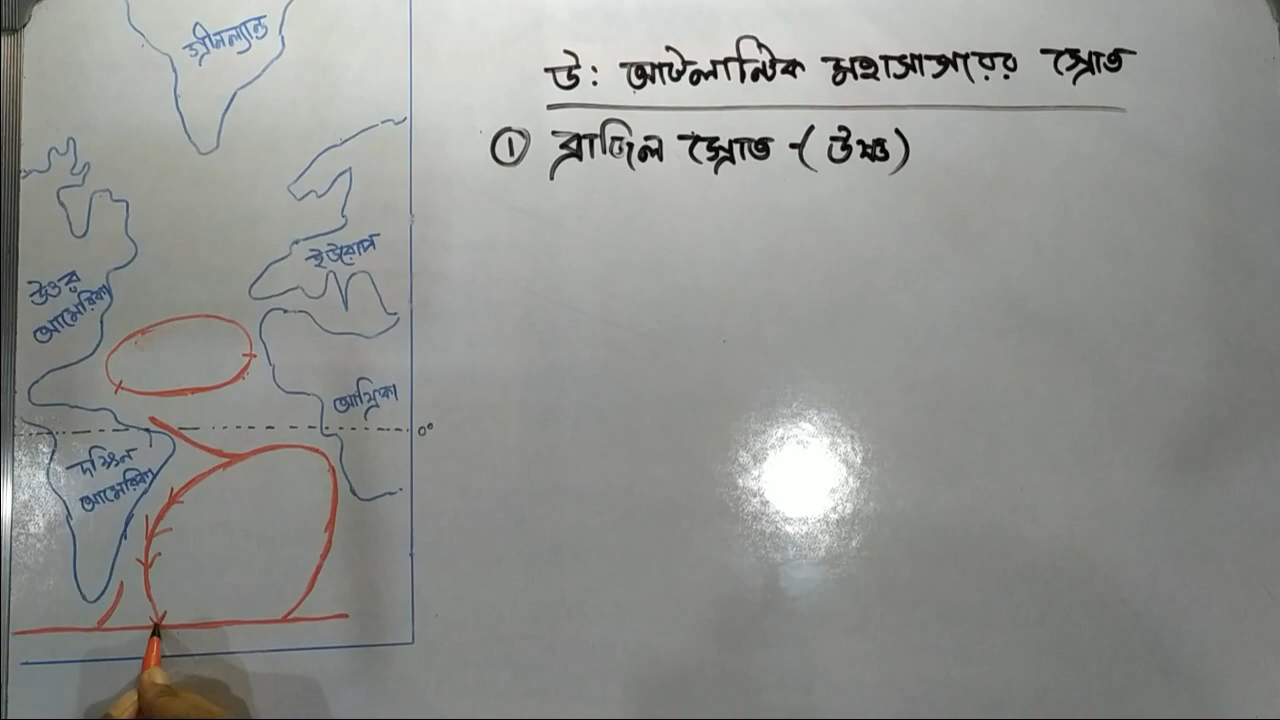 উঃ আটলান্টিক মহাসাগরের স্রোত
① ব্রাজিল স্রোত -(উষ্ণ)
গ্রীনল্যান্ড
ইউরোপ
উত্তর
আমেরিকা
আফ্রিকা
0°
দক্ষিন
আমেরিকা